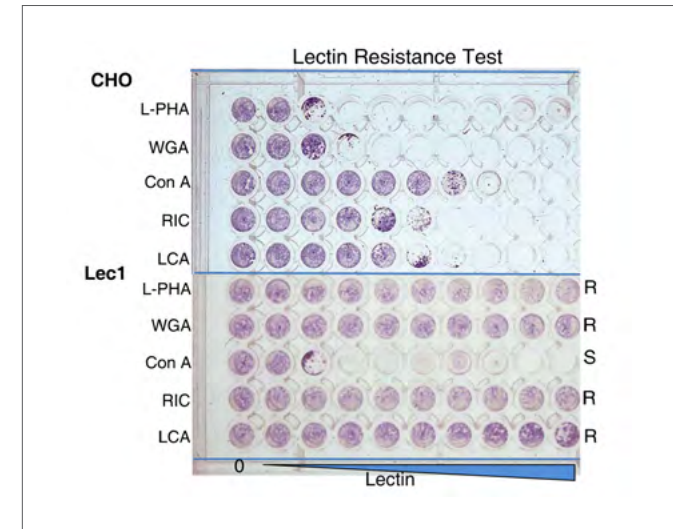 Lectin Resistance Test
CHO
L-PHA
WGA
Con A
RIC
LCA
Lec1
L-PHA R
WGA R
Con A S
RIC R
LCA R
0
Lectin